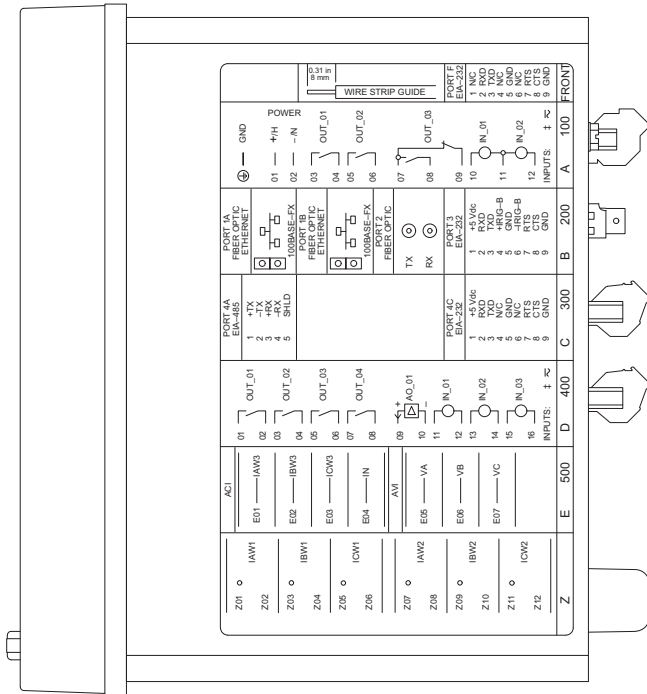 0.31 in
8 mm
WIRE STRIP GUIDE
PORT F
EIA–232
1 N/C
2 RXD
3 TXD
4 N/C
5 GND
6 N/C
7 RTS
8 CTS
9 GND
FRONT
GND
POWER
01 +/H
02 –/N
03
OUT_01
04
05
OUT_02
06
07
OUT_03
08
09
10
IN_01
11
IN_02
12
INPUTS:
A 100
PORT 1A
FIBER OPTIC
ETHERNET
100BASE–FX
PORT 1B
FIBER OPTIC
ETHERNET
100BASE–FX
PORT 2
FIBER OPTIC
TX
RX
PORT 3
EIA–232
1 +5 Vdc
2 RXD
3 TXD
4 +IRIG–B
5 GND
6 –IRIG–B
7 RTS
8 CTS
9 GND
B 200
PORT 4A
EIA–485
1 +TX
2 –TX
3 +RX
4 –RX
5 SHLD
PORT 4C
EIA–232
1 +5 Vdc
2 RXD
3 TXD
4 N/C
5 GND
6 N/C
7 RTS
8 CTS
9 GND
C 300
01
OUT_01
02
03
OUT_02
04
05
OUT_03
06
07
OUT_04
08
09 +
AO_01
10 –
11
IN_01
12
13
IN_02
14
15
IN_03
16
INPUTS:
D 400
ACI
E01 IAW3
E02 IBW3
E03 ICW3
E04 IN
AVI
E05 VA
E06 VB
E07 VC
E 500
Z01
IAW1
Z02
Z03
IBW1
Z04
Z05
ICW1
Z06
Z07
IAW2
Z08
Z09
IBW2
Z10
Z11
ICW2
Z12
Z